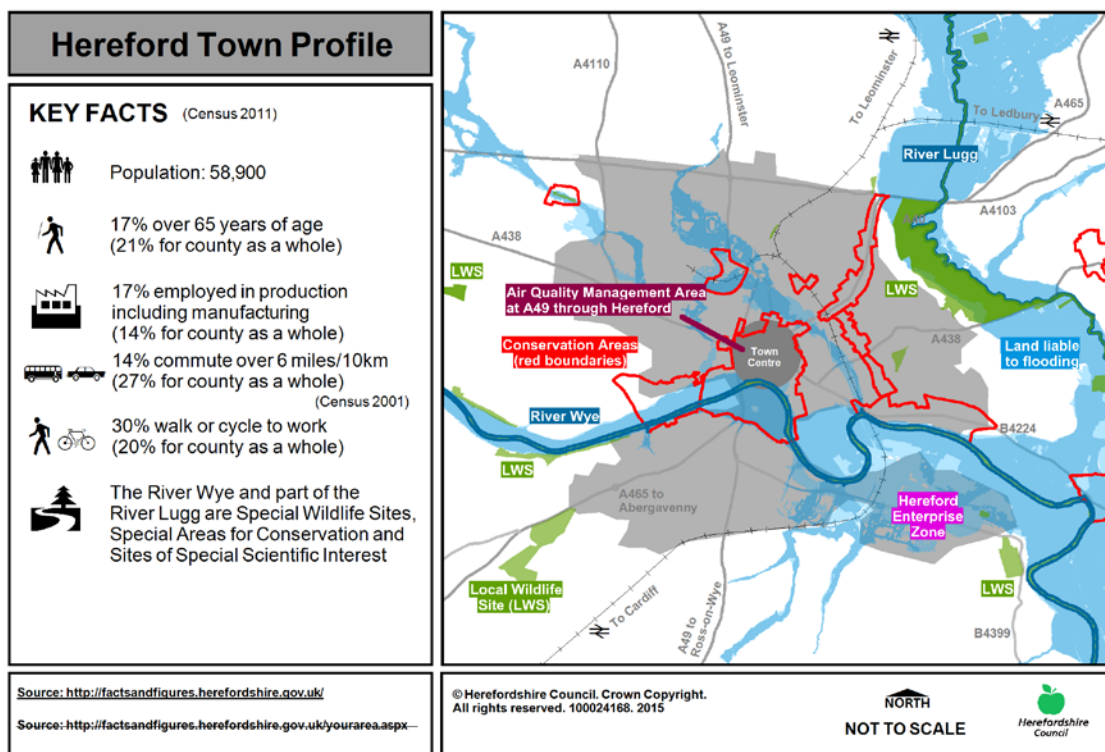 Hereford Town Profile
KEY FACTS (Census 2011)
Population: 58,900
17% over 65 years of age
(21% for county as a whole)
17% employed in production
including manufacturing
(14% for county as a whole)
14% commute over 6 miles/10km
(27% for county as a whole)
(Census 2001)
30% walk or cycle to work
(20% for county as a whole)
The River Wye and part of the
River Lugg are Special Wildlife Sites,
Special Areas for Conservation and
Sites of Special Scientific Interest
Source: http://factsandfigures.herefordshire.gov.uk/
Source: http://factsandfigures.herefordshire.gov.uk/yourarea.aspx
A4110
A49 to Leominster
To Leominster
To Ledbury
A465
River Lugg
A4103
A438
LWS
Air Quality Management Area
at A49 through Hereford
LWS
Conservation Areas
(red boundaries)
Town
Centre
A438
Land liable
to flooding
River Wye
B4224
LWS
A465 to
Abergavenny
Hereford
Enterprise
Zone
Local Wildlife
Site (LWS)
LWS
To Cardiff
A49 to
Ross-on-Wye
B4399
© Herefordshire Council. Crown Copyright.
All rights reserved. 100024168. 2015
NORTH
NOT TO SCALE
Herefordshire
Council